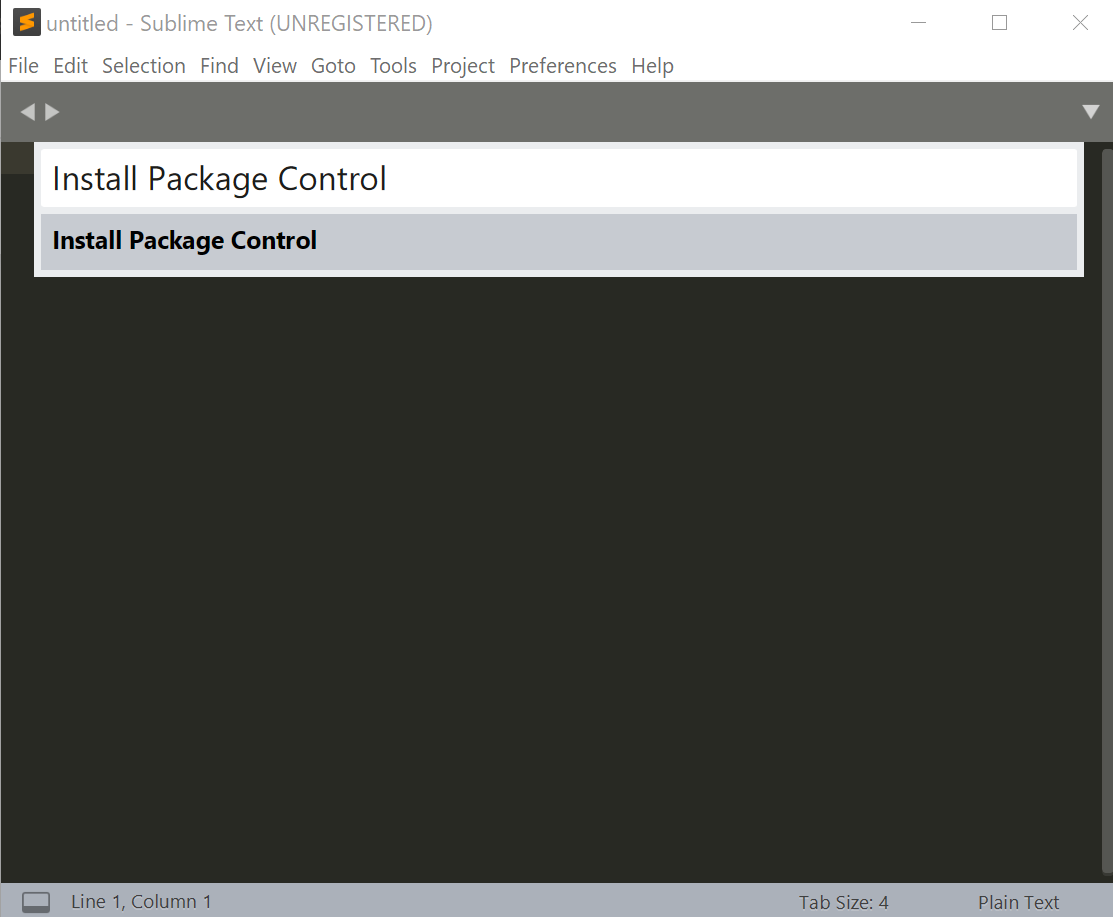 untitled - Sublime Text (UNREGISTERED)
File Edit Selection Find View Goto Tools Project Preferences Help
Install Package Control
Install Package Control
Line 1, Column 1 Tab Size: 4 Plain Text